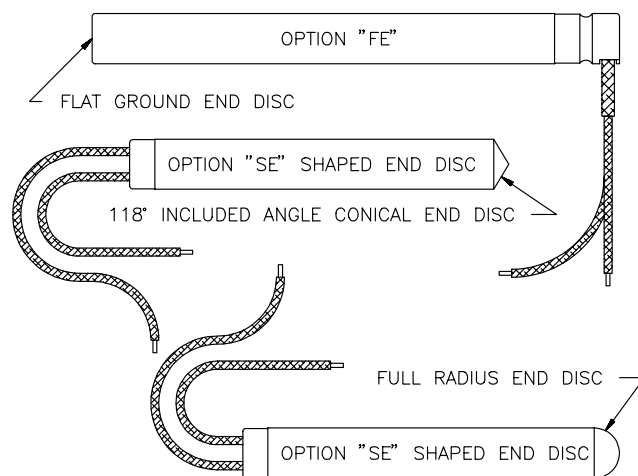 OPTION "FE"
FLAT GROUND END DISC
OPTION "SE" SHAPED END DISC
118° INCLUDED ANGLE CONICAL END DISC
FULL RADIUS END DISC
OPTION "SE" SHAPED END DISC